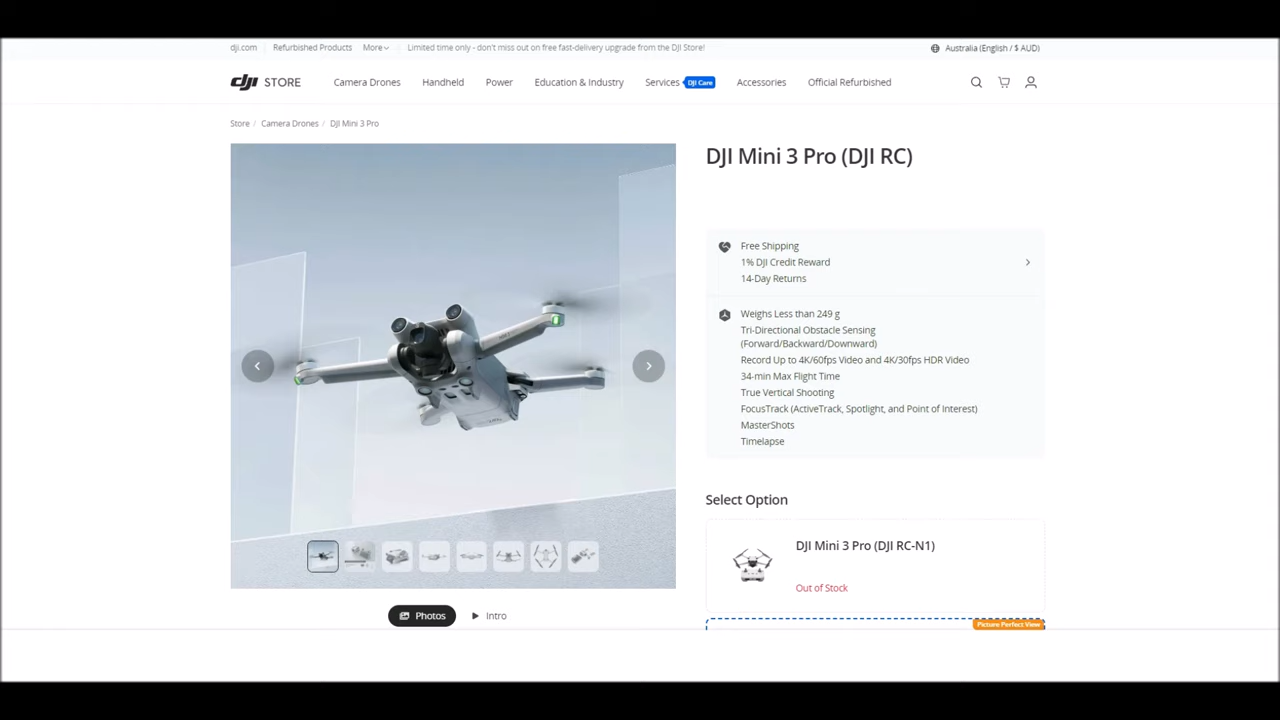 dji.com
Refurbished Products
More
Limited time only - don't miss out on free fast-delivery upgrade from the DJI Store!
Australia (English / $ AUD)
dji STORE
Camera Drones
Handheld
Power
Education & Industry
Services
DJI Care
Accessories
Official Refurbished
Store / Camera Drones / DJI Mini 3 Pro
DJI Mini 3 Pro (DJI RC)
Free Shipping
1% DJI Credit Reward
14-Day Returns
Weighs Less than 249 g
Tri-Directional Obstacle Sensing
(Forward/Backward/Downward)
Record Up to 4K/60fps Video and 4K/30fps HDR Video
34-min Max Flight Time
True Vertical Shooting
FocusTrack (ActiveTrack, Spotlight, and Point of Interest)
MasterShots
Timelapse
Select Option
DJI Mini 3 Pro (DJI RC-N1)
Out of Stock
Picture Perfect View
Photos
Intro